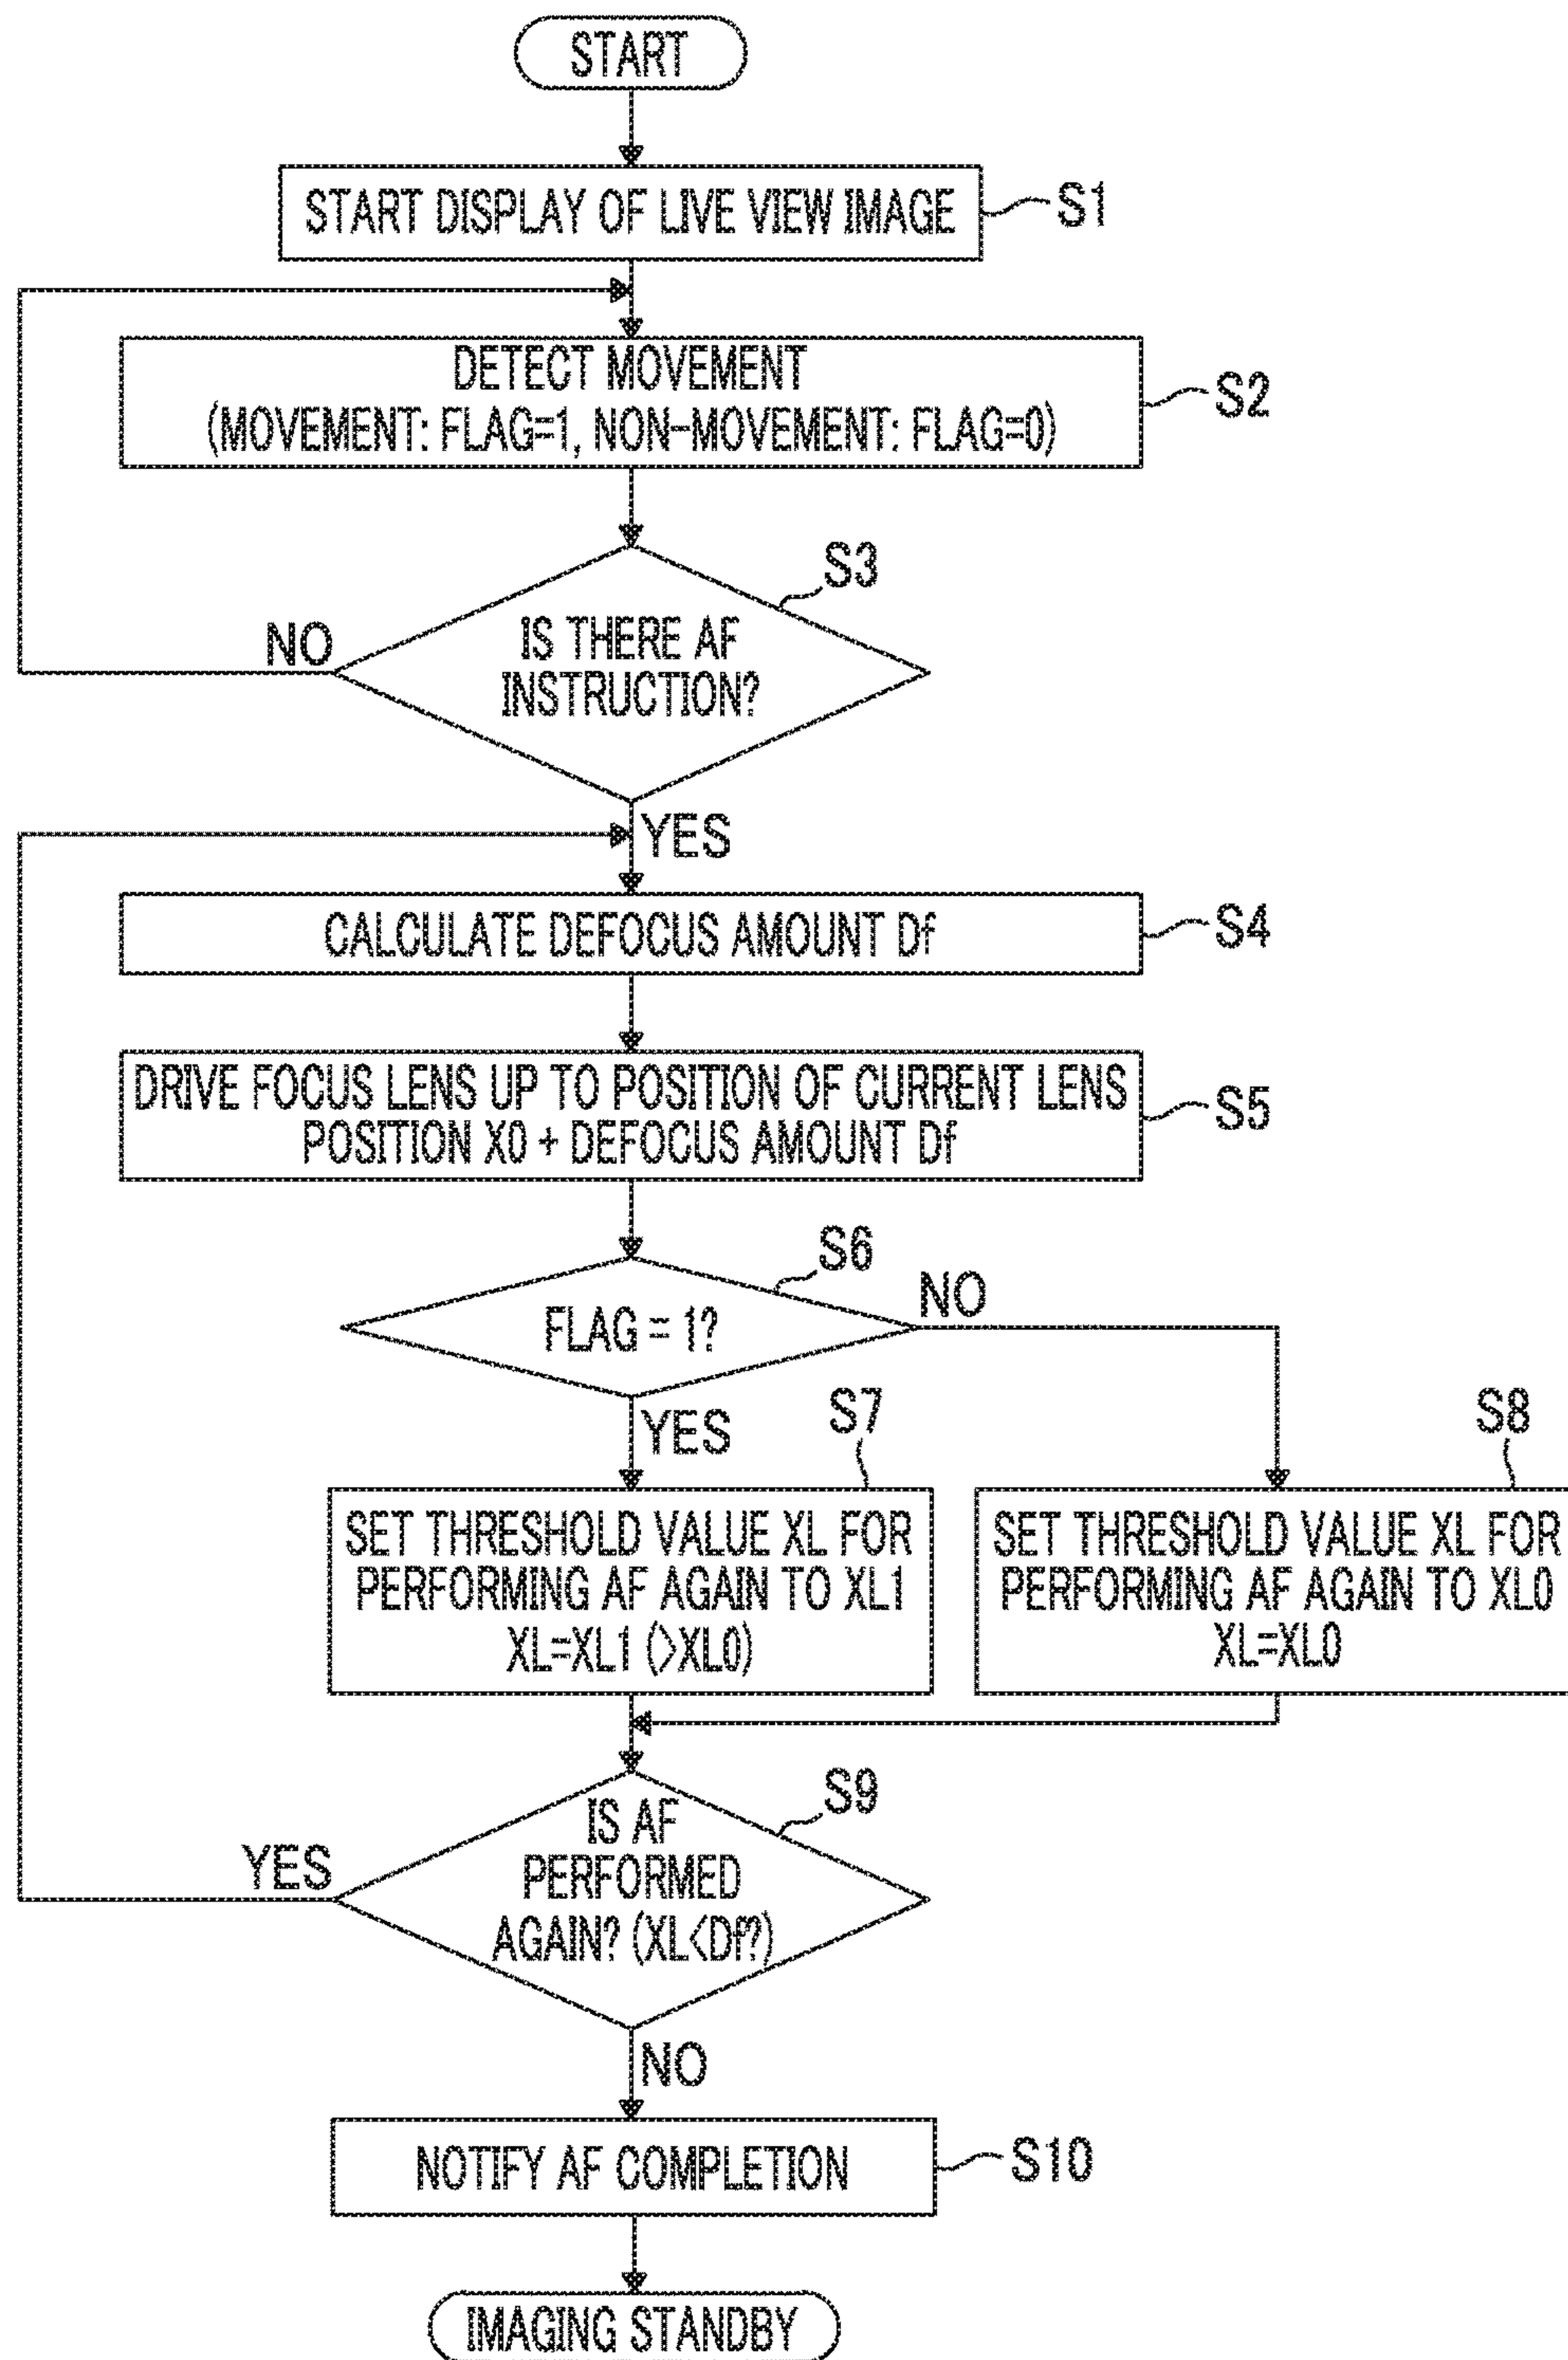 START
START DISPLAY OF LIVE VIEW IMAGE
S1
DETECT MOVEMENT
(MOVEMENT: FLAG=1, NON-MOVEMENT: FLAG=0)
S2
S3
IS THERE AF
INSTRUCTION?
NO
YES
CALCULATE DEFOCUS AMOUNT Df
S4
DRIVE FOCUS LENS UP TO POSITION OF CURRENT LENS
POSITION X0 + DEFOCUS AMOUNT Df
S5
S6
FLAG = 1?
NO
YES
S7
S8
SET THRESHOLD VALUE XL FOR
PERFORMING AF AGAIN TO XL1
XL=XL1 (>XL0)
SET THRESHOLD VALUE XL FOR
PERFORMING AF AGAIN TO XL0
XL=XL0
S9
IS AF
PERFORMED
AGAIN? (XL<Df?)
YES
NO
NOTIFY AF COMPLETION
S10
IMAGING STANDBY